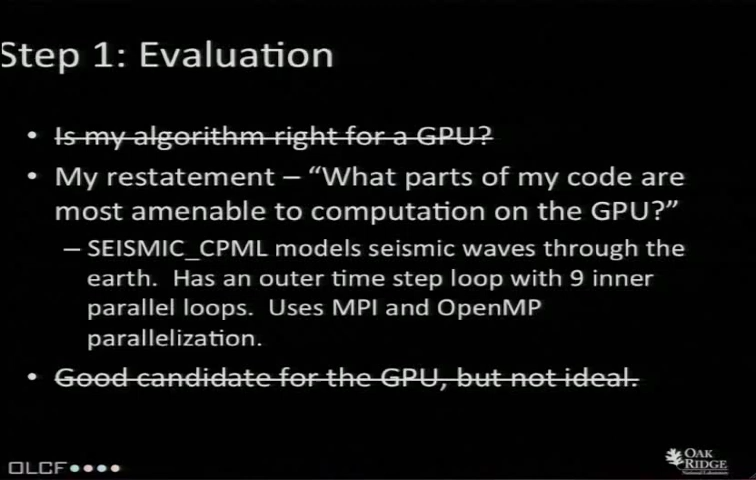 Step 1: Evaluation
• Is my algorithm right for a GPU?
• My restatement – “What parts of my code are
most amenable to computation on the GPU?”
– SEISMIC_CPML models seismic waves through the
earth. Has an outer time step loop with 9 inner
parallel loops. Uses MPI and OpenMP
parallelization.
• Good candidate for the GPU, but not ideal.
OLCF
OAK
RIDGE
National Laboratory